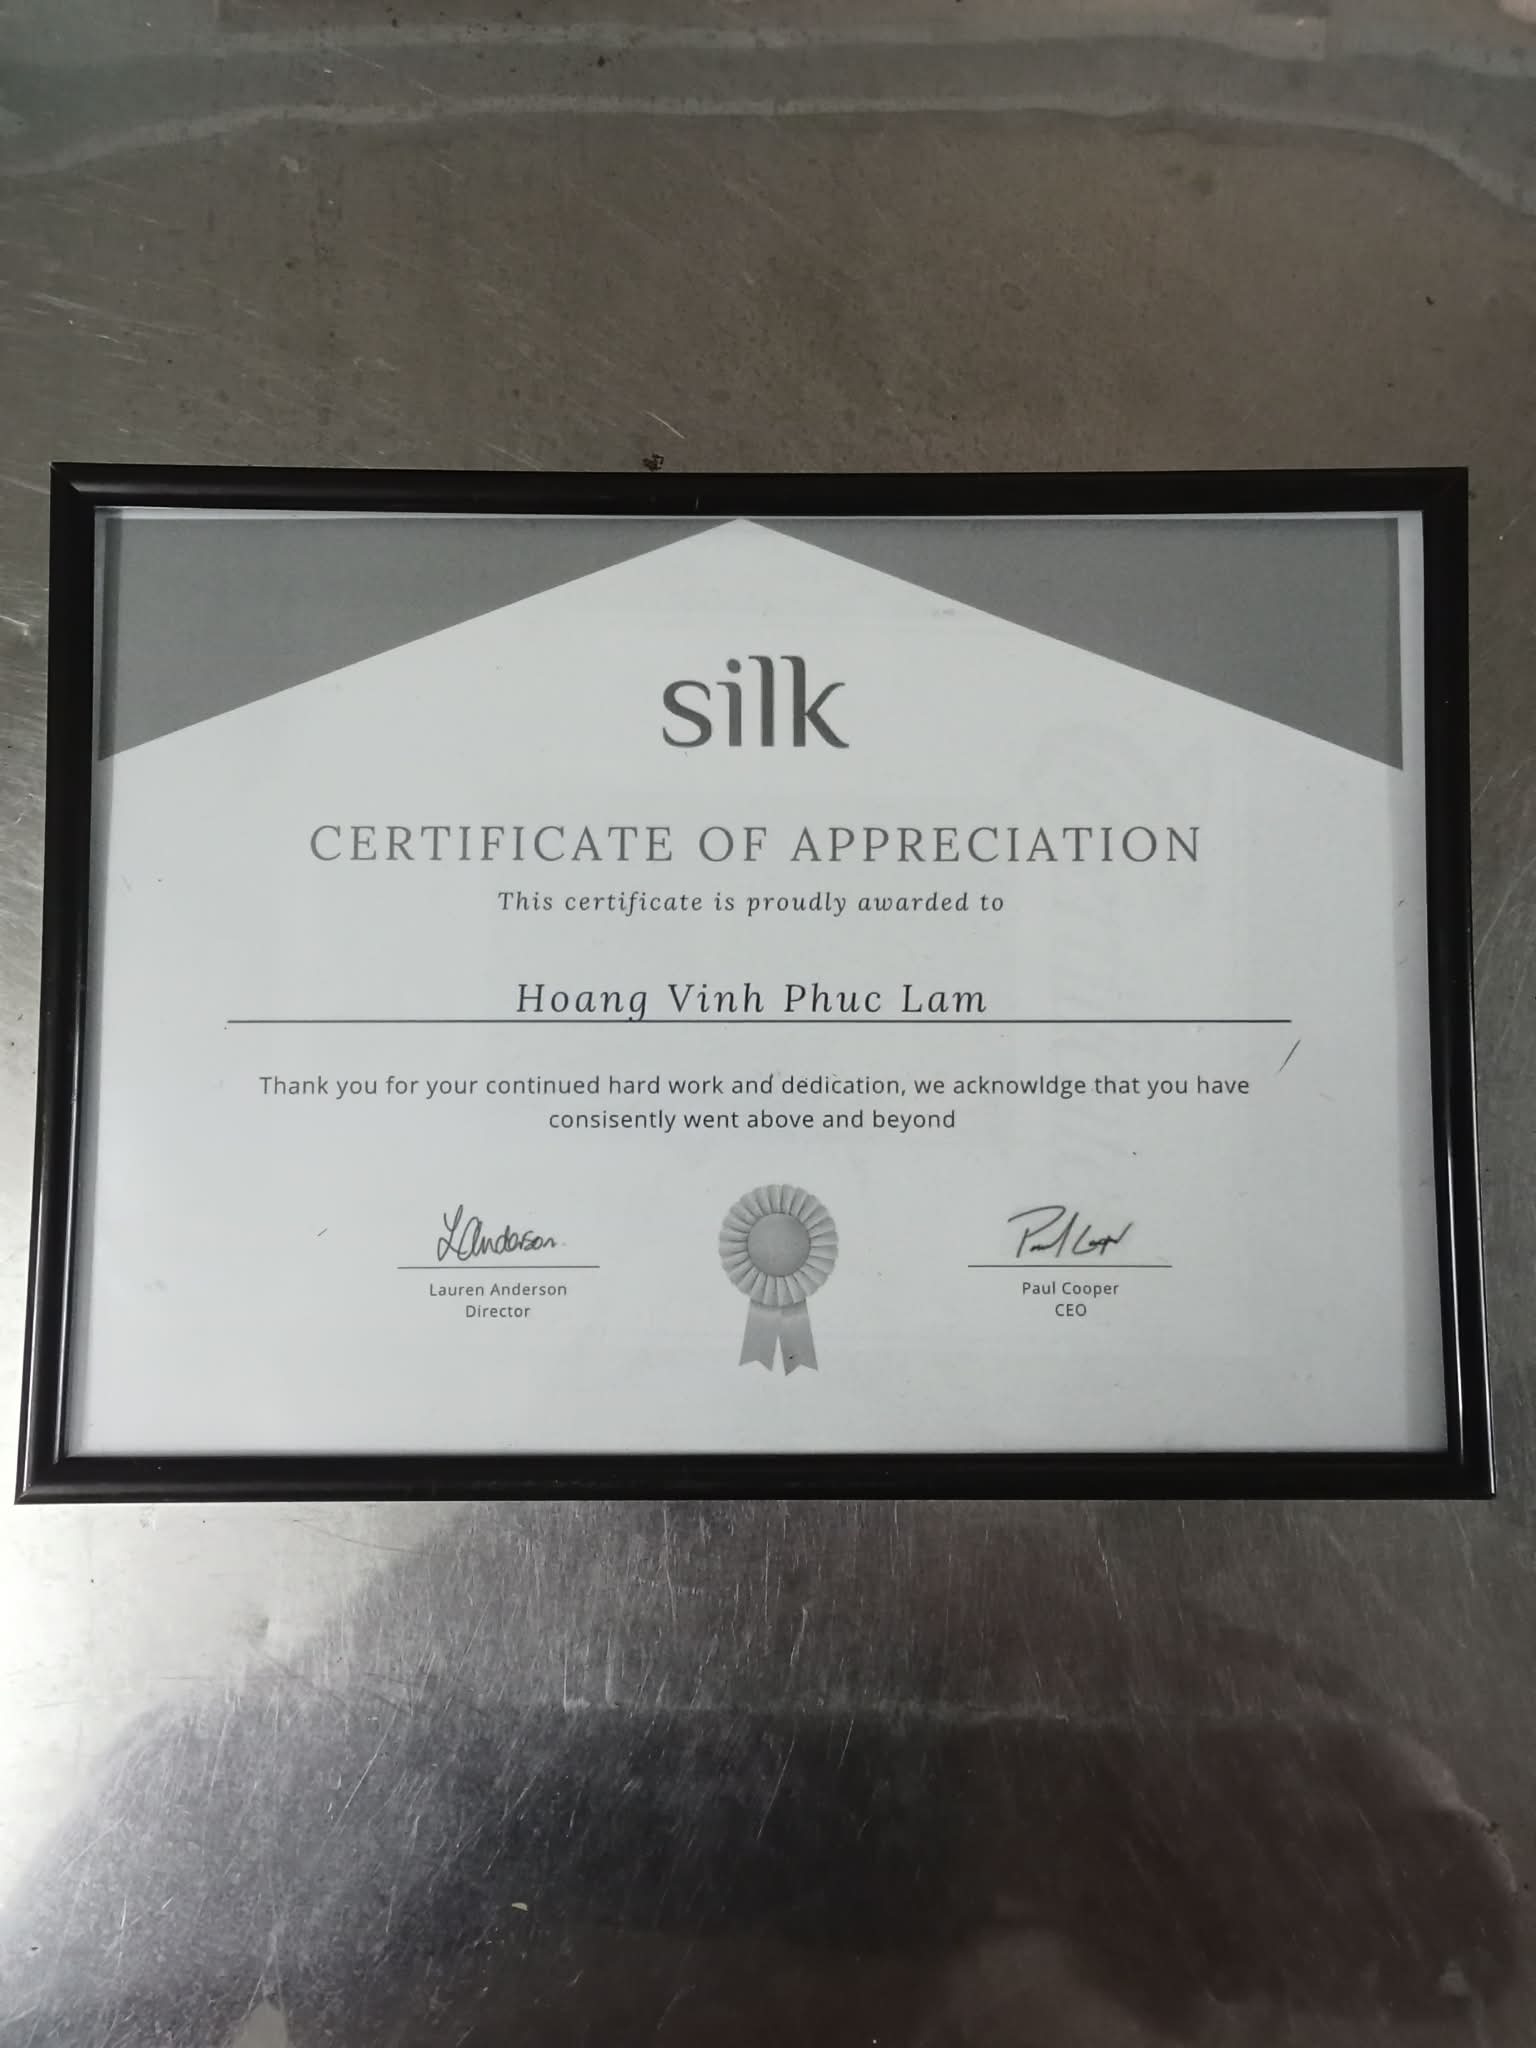 silk
CERTIFICATE OF APPRECIATION
This certificate is proudly awarded to
Hoang Vinh Phuc Lam
Thank you for your continued hard work and dedication, we acknowldge that you have
consisently went above and beyond
LAnderson
Lauren Anderson
Director
Paul Cooper
CEO